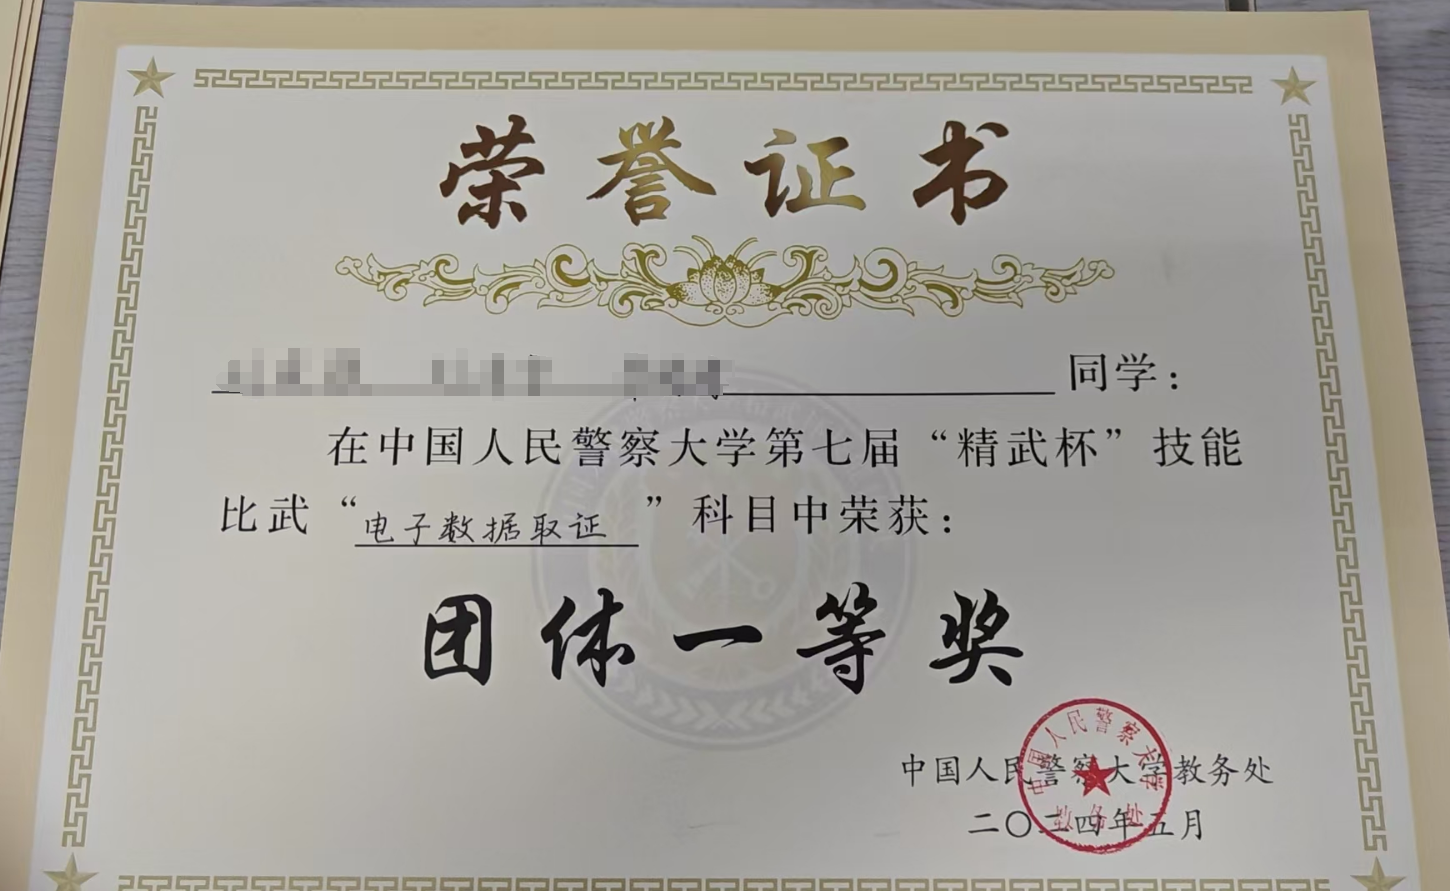 荣誉证书
同学：
在中国人民警察大学第七届“精武杯”技能
比武“电子数据取证”科目中荣获：
团体一等奖
中国人民警察大学教务处
二〇二四年五月
中国人民警察大学
教务处